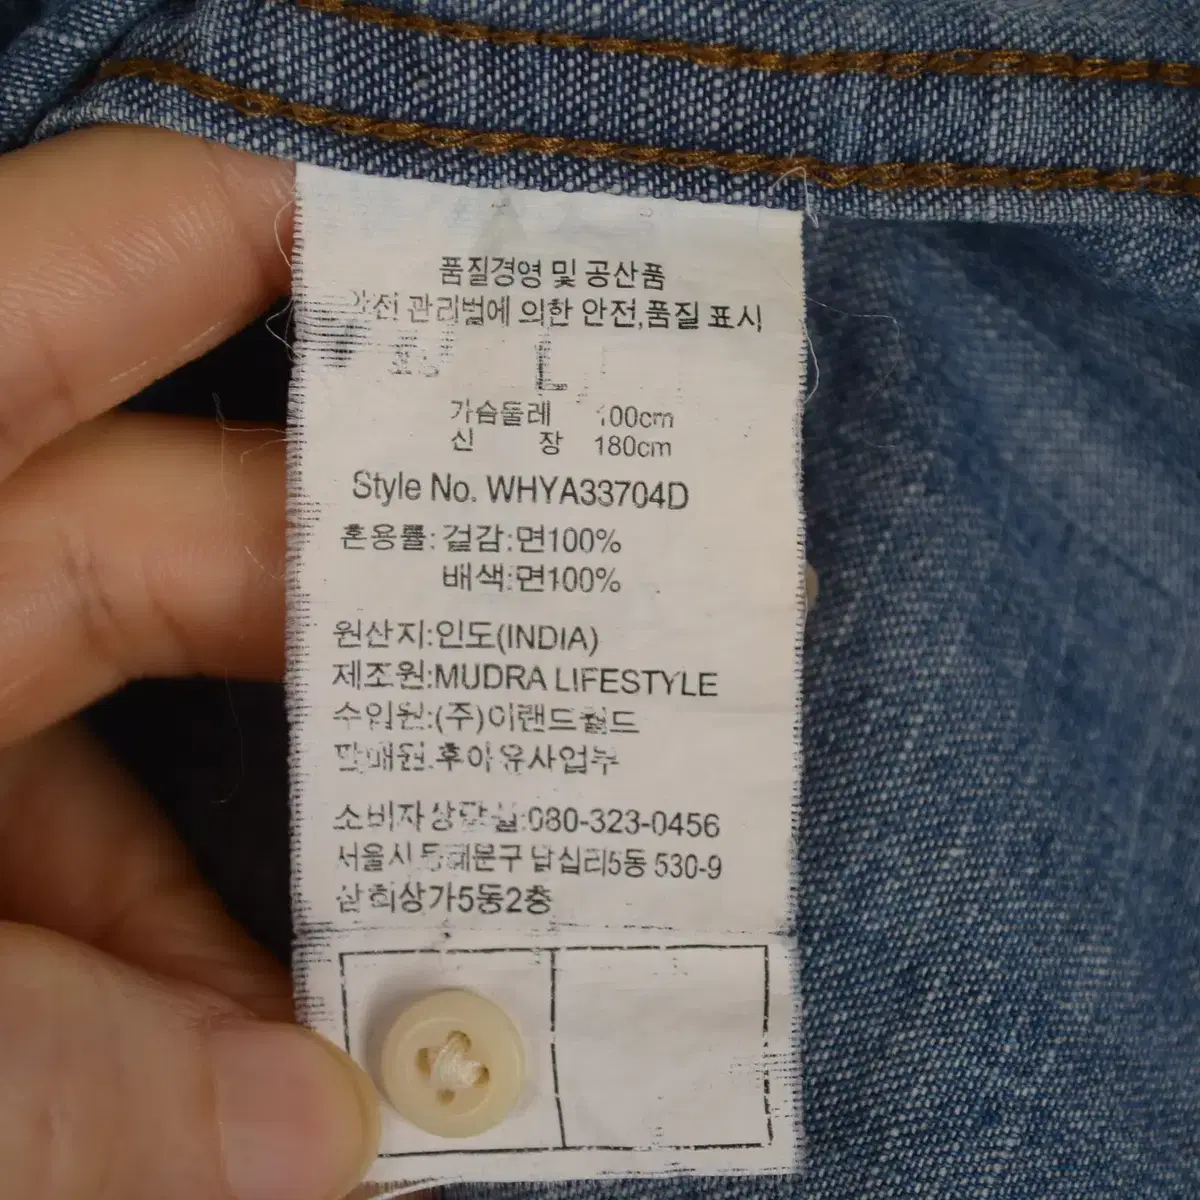 품질경영 및 공산품
안전 관리법에 의한 안전,품질 표시
L
가슴둘레 100cm
신 장 180cm
Style No. WHYA33704D
혼용률: 겉감:면100%
배색:면100%
원산지:인도(INDIA)
제조원:MUDRA LIFESTYLE
수입원:(주)이랜드월드
판매원:후아유사업부
소비자상담실:080-323-0456
서울시 동대문구 답십리5동 530-9
삼희상가5동2층